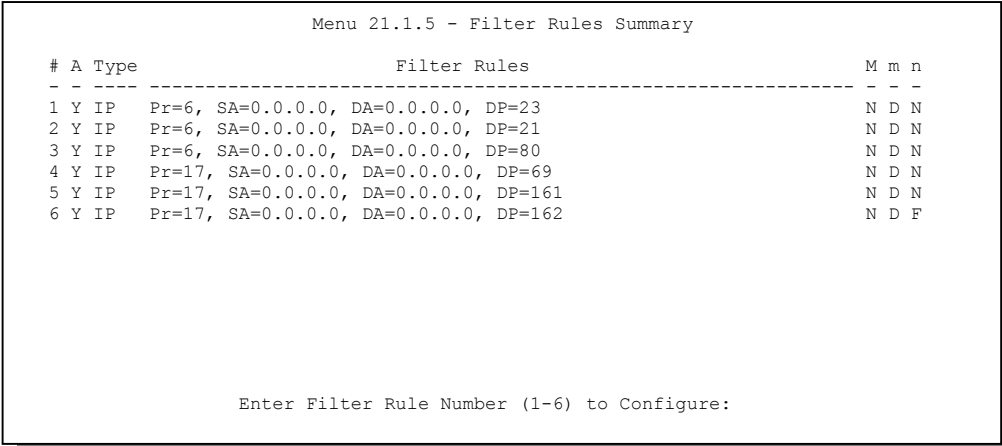 Menu 21.1.5 - Filter Rules Summary
# A Type Filter Rules M m n
- - ---- ---------------------------------------------------------------------- - - -
1 Y IP Pr=6, SA=0.0.0.0, DA=0.0.0.0, DP=23 N D N
2 Y IP Pr=6, SA=0.0.0.0, DA=0.0.0.0, DP=21 N D N
3 Y IP Pr=6, SA=0.0.0.0, DA=0.0.0.0, DP=80 N D N
4 Y IP Pr=17, SA=0.0.0.0, DA=0.0.0.0, DP=69 N D N
5 Y IP Pr=17, SA=0.0.0.0, DA=0.0.0.0, DP=161 N D N
6 Y IP Pr=17, SA=0.0.0.0, DA=0.0.0.0, DP=162 N D F
Enter Filter Rule Number (1-6) to Configure: